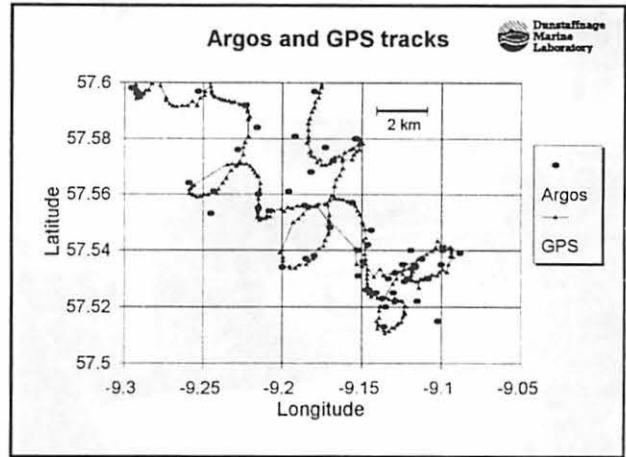 Argos and GPS tracks
Dunstaffnage
Marine
Laboratory
57.6
57.58
57.56
57.54
57.52
57.5
Latitude
2 km
Argos
GPS
-9.3 -9.25 -9.2 -9.15 -9.1 -9.05
Longitude